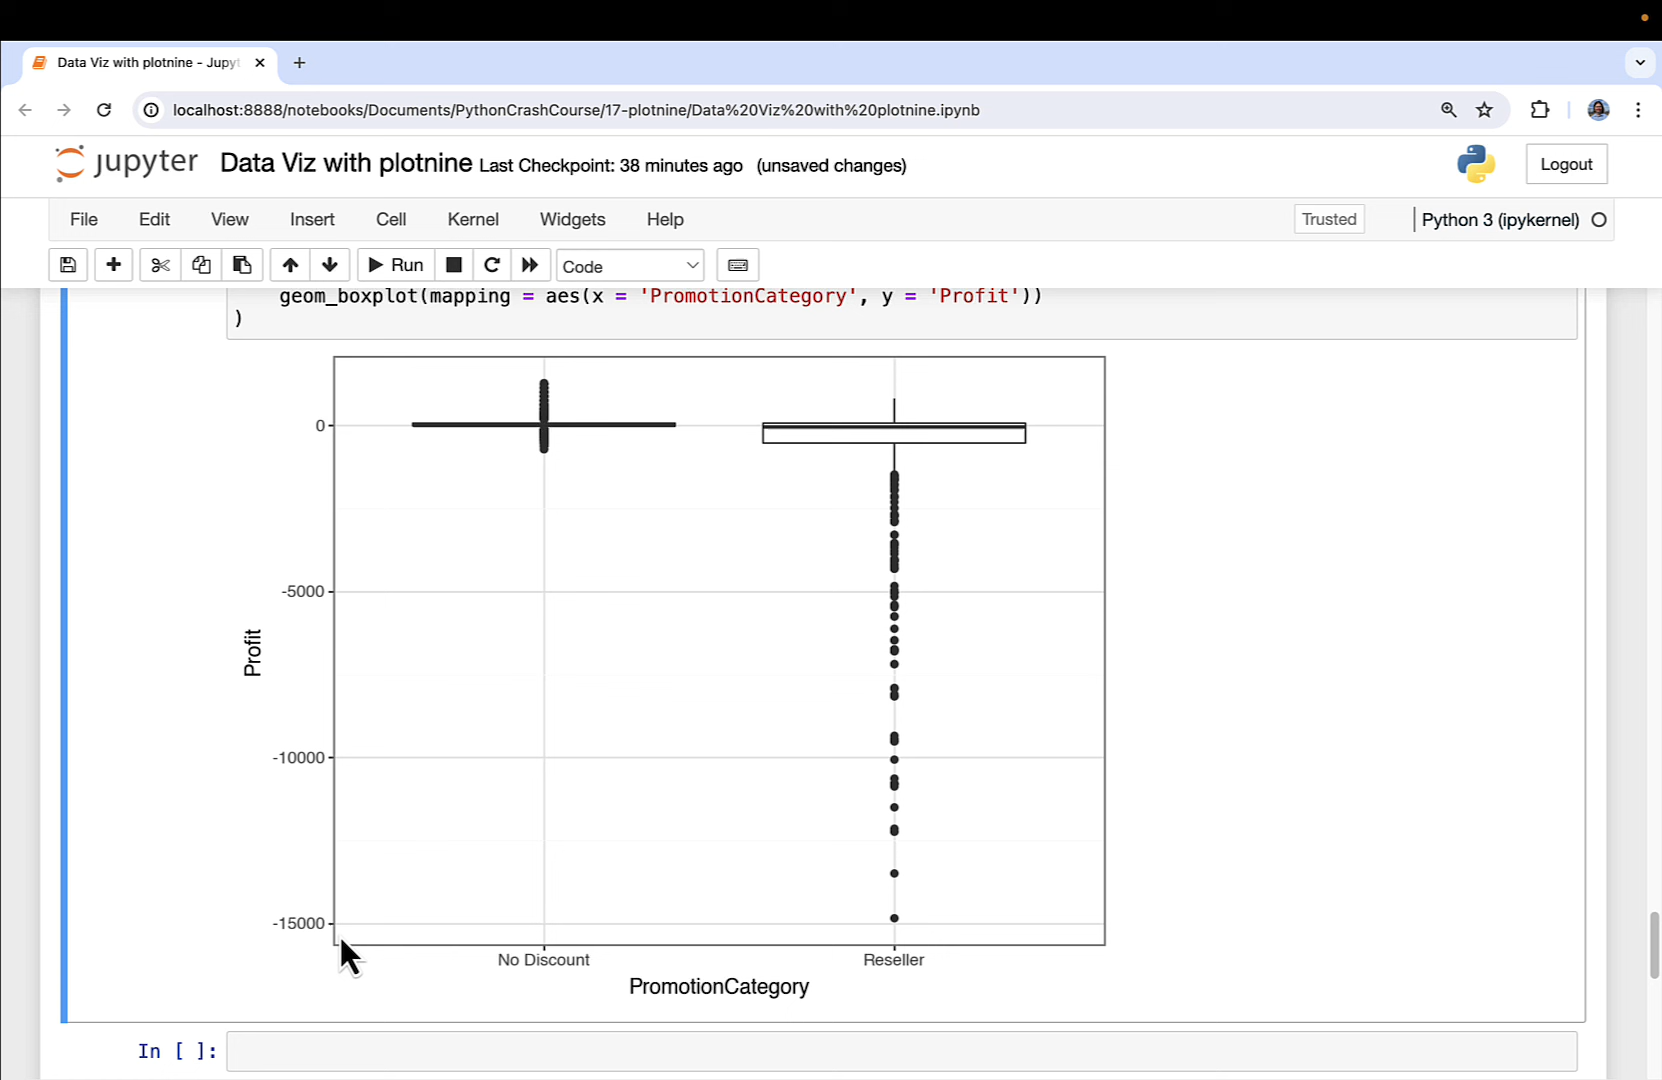 Data Viz with plotnine - Jupyt
localhost:8888/notebooks/Documents/PythonCrashCourse/17-plotnine/Data%20Viz%20with%20plotnine.ipynb
jupyter Data Viz with plotnine Last Checkpoint: 38 minutes ago (unsaved changes) Logout
File Edit View Insert Cell Kernel Widgets Help Trusted Python 3 (ipykernel)
Run Code
geom_boxplot(mapping = aes(x = 'PromotionCategory', y = 'Profit'))
)
0
-5000
Profit
-10000
-15000
No Discount Reseller
PromotionCategory
In [ ]: